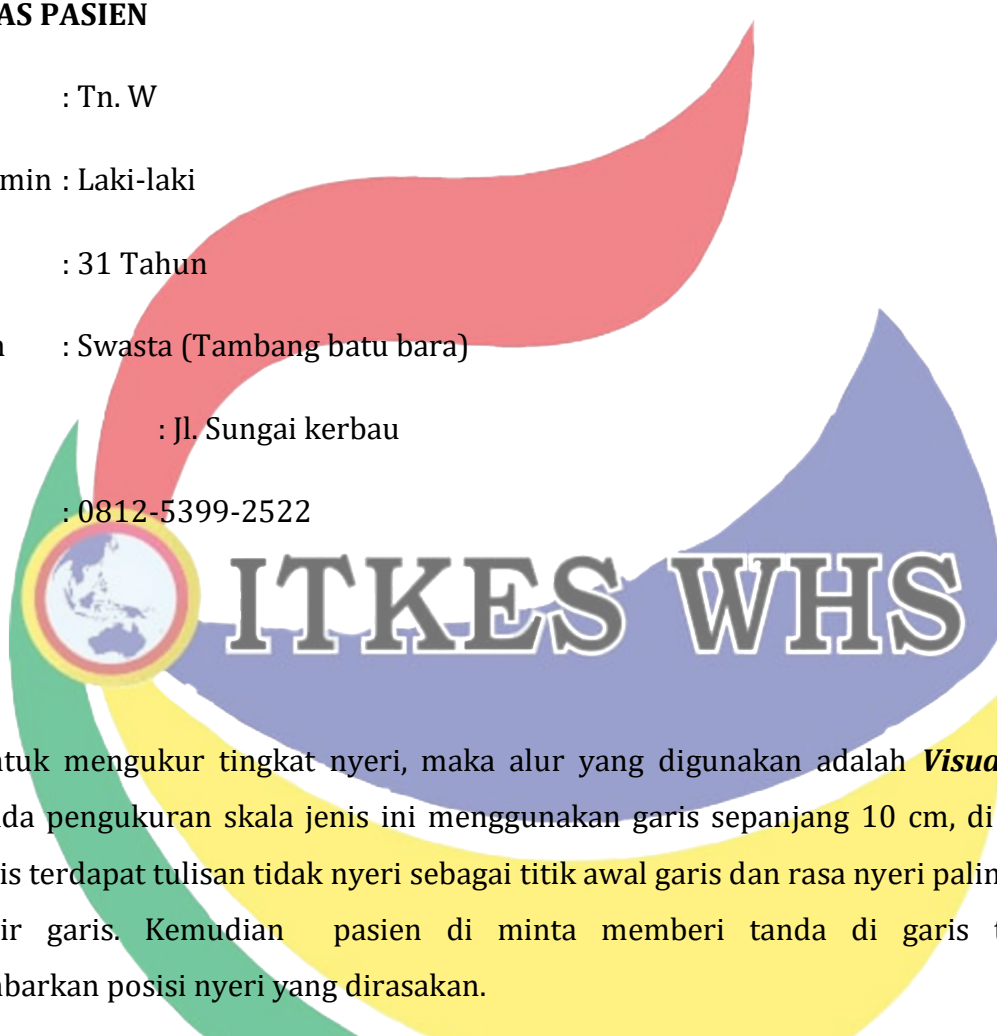 AS PASIEN
: Tn. W
min : Laki-laki
: 31 Tahun
n : Swasta (Tambang batu bara)
: Jl. Sungai kerbau
: 0812-5399-2522
ITKES WHS
ntuk mengukur tingkat nyeri, maka alur yang digunakan adalah Visua
da pengukuran skala jenis ini menggunakan garis sepanjang 10 cm, di
is terdapat tulisan tidak nyeri sebagai titik awal garis dan rasa nyeri palin
ir garis. Kemudian pasien di minta memberi tanda di garis t
nbarkan posisi nyeri yang dirasakan.